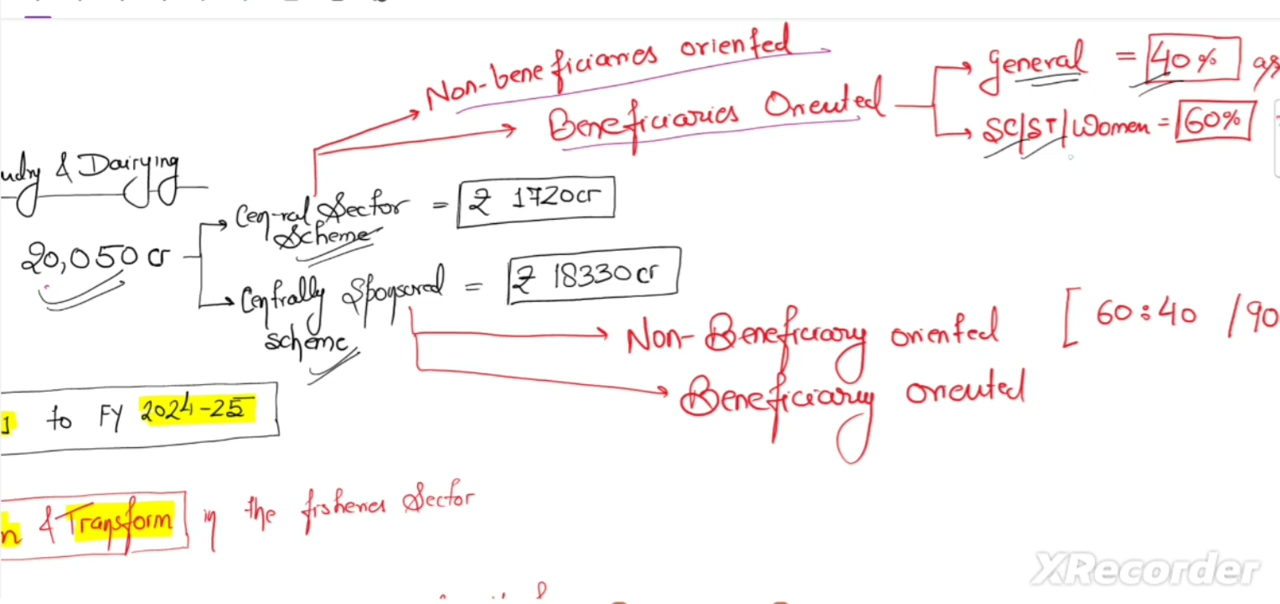 Non-beneficiaries oriented
Beneficiaries Oriented
General = 40%
SC/ST/Women = 60%
udry & Dairying
20,050 cr
Central Sector Scheme = ₹ 1720cr
Centrally Sponsored scheme = ₹ 18330cr
Non-Beneficiary oriented [ 60:40 /90
Beneficiary oriented
1 to FY 2024-25
n & Transform in the fisheries Sector
XRecorder